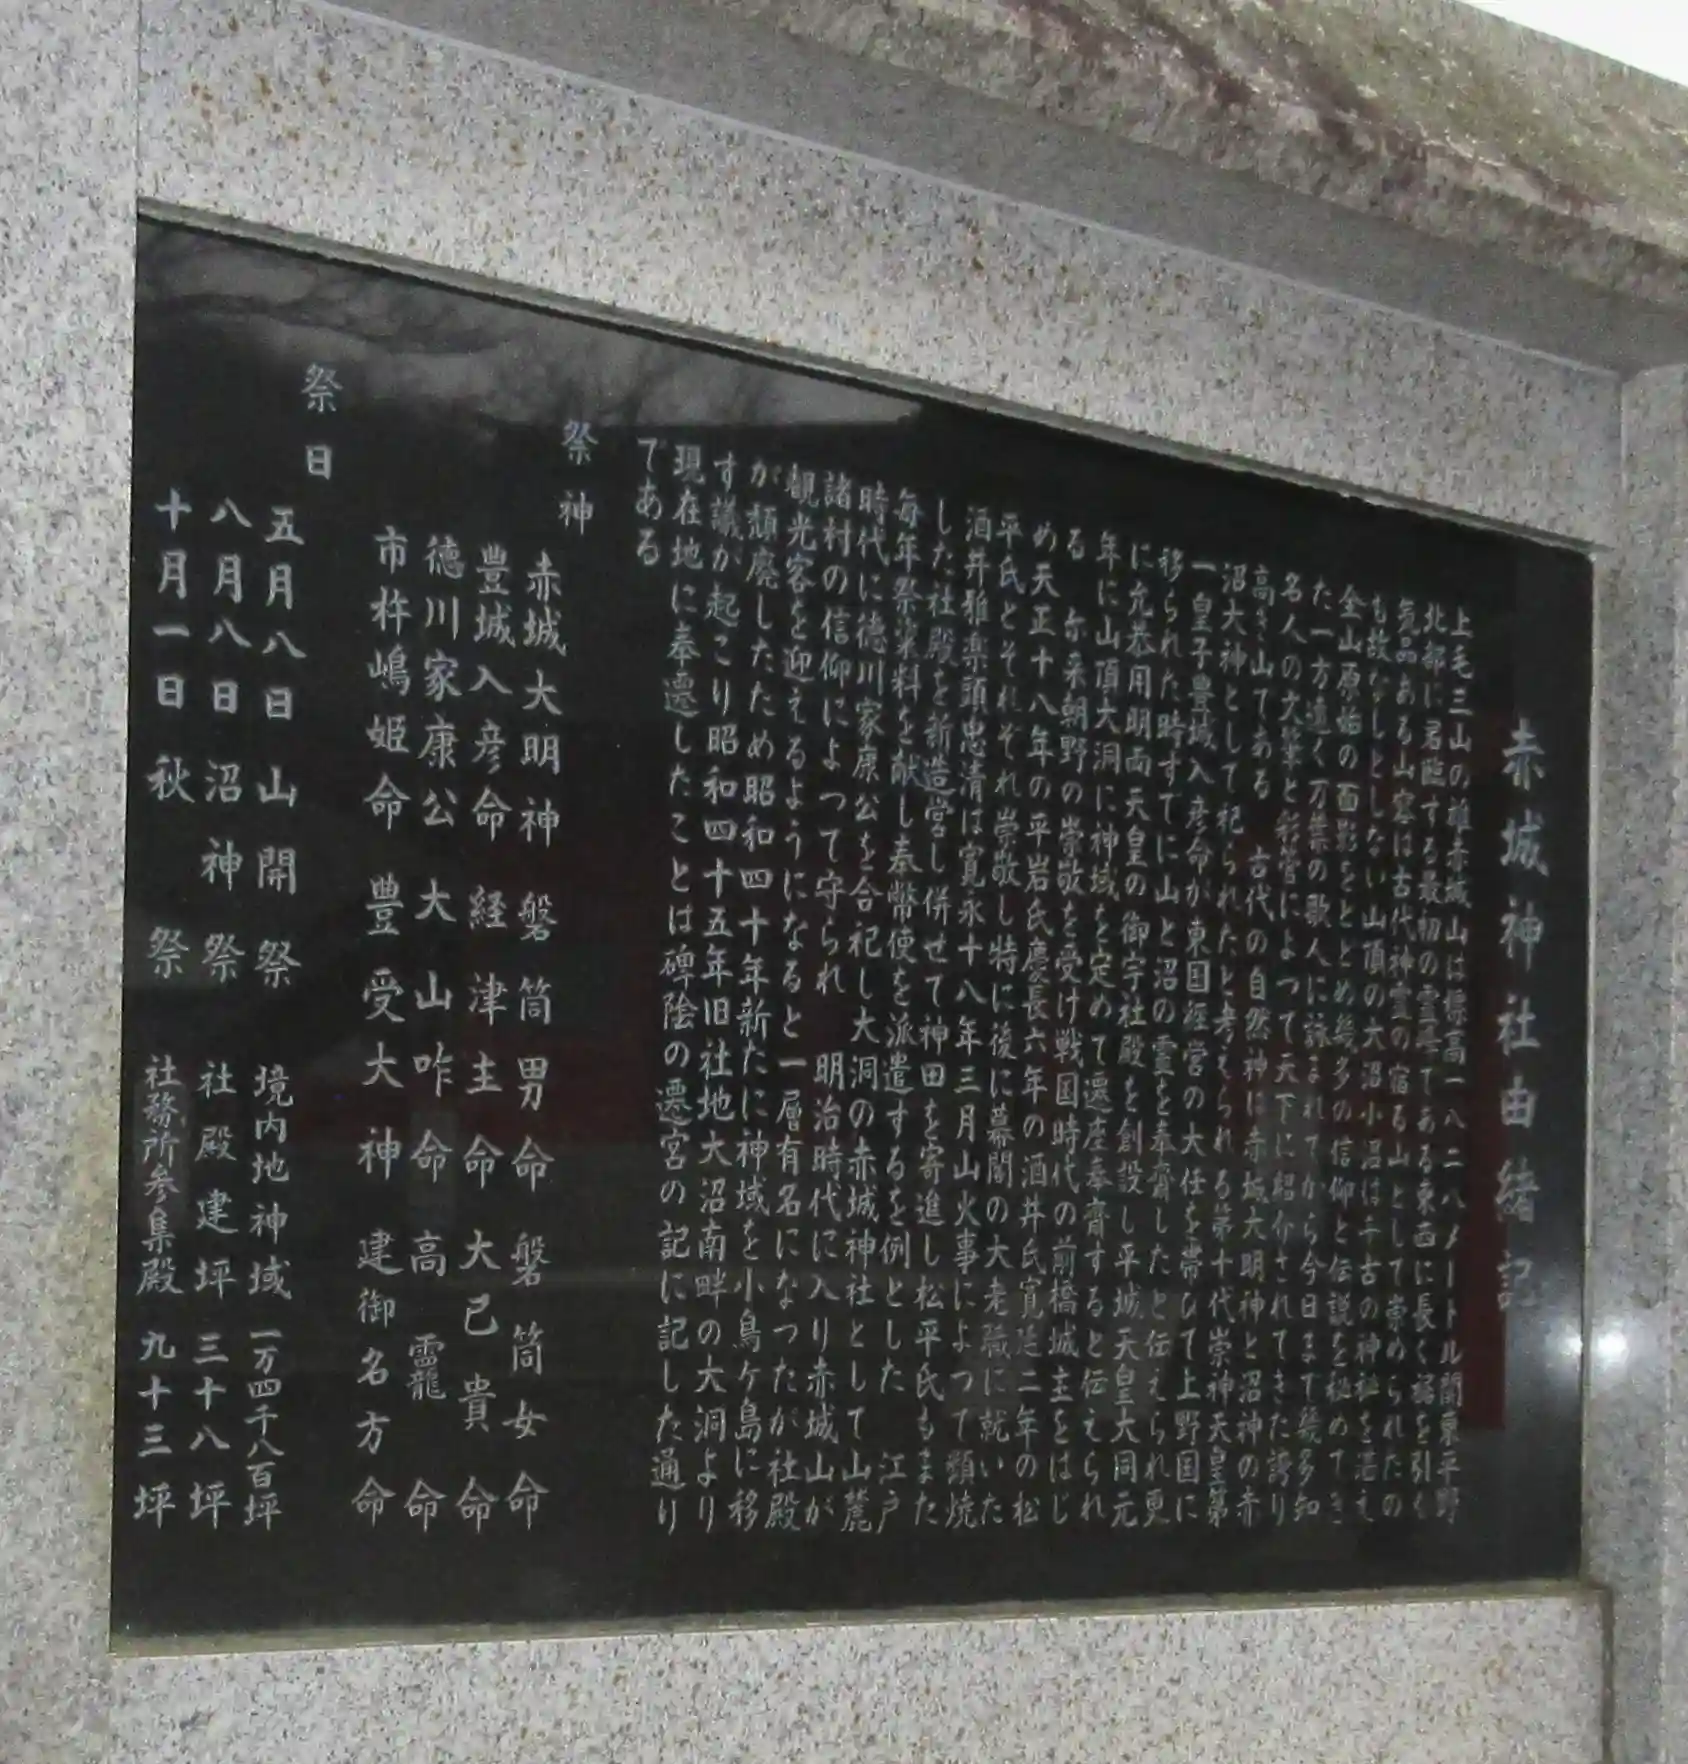 赤城神社由緒記
上毛三山の雄赤城山は標高一八二八メートル関東平野
北部に君臨する最初の霊峰である東西に長く裾を引く
気品ある山容は古代神霊の宿る山として崇められたの
も故なしとしない山頂の大沼小沼は千古の神秘を湛え
全山原始の面影をとどめ幾多の信仰と伝説を秘めてき
た一方遠く万葉の歌人に詠まれてから今日まで幾多知
名人の文筆と彩管によつて天下に紹介されてきた誇り
高き山てある 古代の自然神は赤城大明神と沼神の赤
沼大神として祀られたと考えられる第十代崇神天皇第
一皇子豊城入彦命が東国経営の大任を帯びて上野国に
移られた時すでに山と沼の霊を奉齋したと伝えられ更
に允恭用明両天皇の御宇社殿を創設し平城天皇大同元
年に山頂大洞に神域を定めて遷座奉齋すると伝えられ
る 尓来朝野の崇敬を受け戦国時代の前橋城主をはじ
め天正十八年の平岩氏慶長六年の酒井氏寛延二年の松
平氏とそれぞれ崇敬し特に後に幕閣の大老職に就いた
酒井雅楽頭忠清は寛永十八年三月山火事によつて類焼
した社殿を新造営し併せて神田を寄進し松平氏もまた
毎年祭粢料を献し奉幣使を派遣するを例とした 江戸
時代に徳川家康公を合祀し大洞の赤城神社として山麓
諸村の信仰によつて守られ 明治時代に入り赤城山が
観光客を迎えるようになると一層有名になつたが社殿
が頽廃したため昭和四十年新たに神域を小鳥ケ島に移
す議が起こり昭和四十五年旧社地大沼南畔の大洞より
現在地に奉遷したことは碑陰の遷宮の記に記した通り
である
祭神
赤城大明神 磐筒男命 磐筒女命
豊城入彦命 経津主命 大己貴命
徳川家康公 大山咋命 高龗命
市杵嶋姫命 豊受大神 建御名方命
祭日
五月八日 山開祭 境内地神域 一万四千八百坪
八月八日 沼神祭 社殿建坪 三十八坪
十月一日 秋祭 社務所参集殿 九十三坪